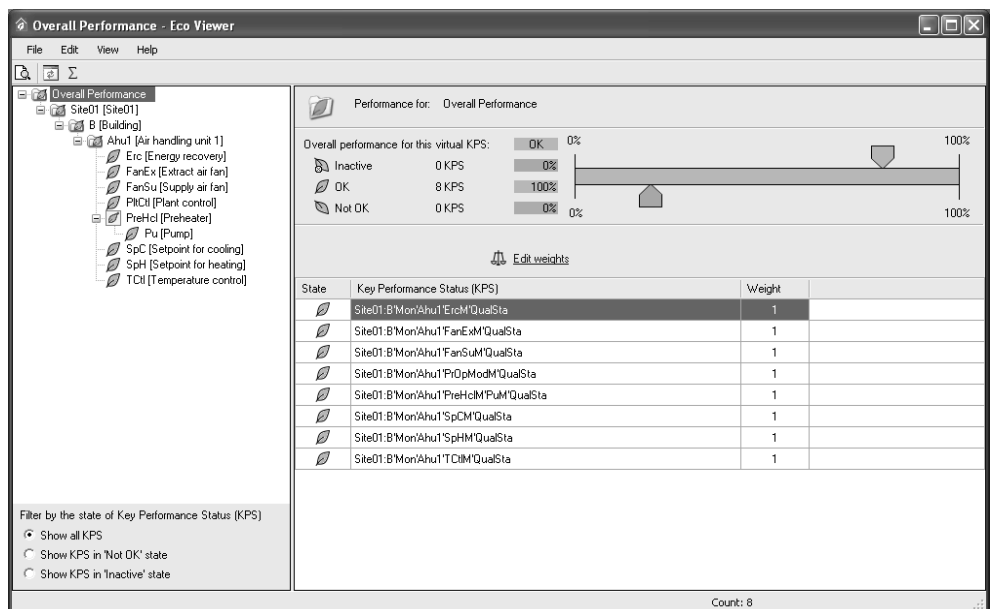 Overall Performance - Eco Viewer
File Edit View Help
Σ
Overall Performance
Site01 [Site01]
B [Building]
Ahu1 [Air handling unit 1]
Erc [Energy recovery]
FanEx [Extract air fan]
FanSu [Supply air fan]
PltCtl [Plant control]
PreHcl [Preheater]
Pu [Pump]
SpC [Setpoint for cooling]
SpH [Setpoint for heating]
TCtl [Temperature control]
Filter by the state of Key Performance Status (KPS)
Show all KPS
Show KPS in 'Not OK' state
Show KPS in 'Inactive' state
Performance for: Overall Performance
Overall performance for this virtual KPS: OK
Inactive 0 KPS 0%
OK 8 KPS 100%
Not OK 0 KPS 0%
0% 100%
0% 100%
Edit weights
State Key Performance Status (KPS) Weight
Site01:B'Mon'Ahu1'ErcM'QualSta 1
Site01:B'Mon'Ahu1'FanExM'QualSta 1
Site01:B'Mon'Ahu1'FanSuM'QualSta 1
Site01:B'Mon'Ahu1'PrOpModM'QualSta 1
Site01:B'Mon'Ahu1'PreHclM'PuM'QualSta 1
Site01:B'Mon'Ahu1'SpCM'QualSta 1
Site01:B'Mon'Ahu1'SpHM'QualSta 1
Site01:B'Mon'Ahu1'TCtlM'QualSta 1
Count: 8